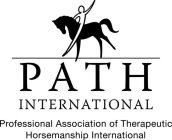 PATH
INTERNATIONAL
Professional Association of Therapeutic
Horsemanship International